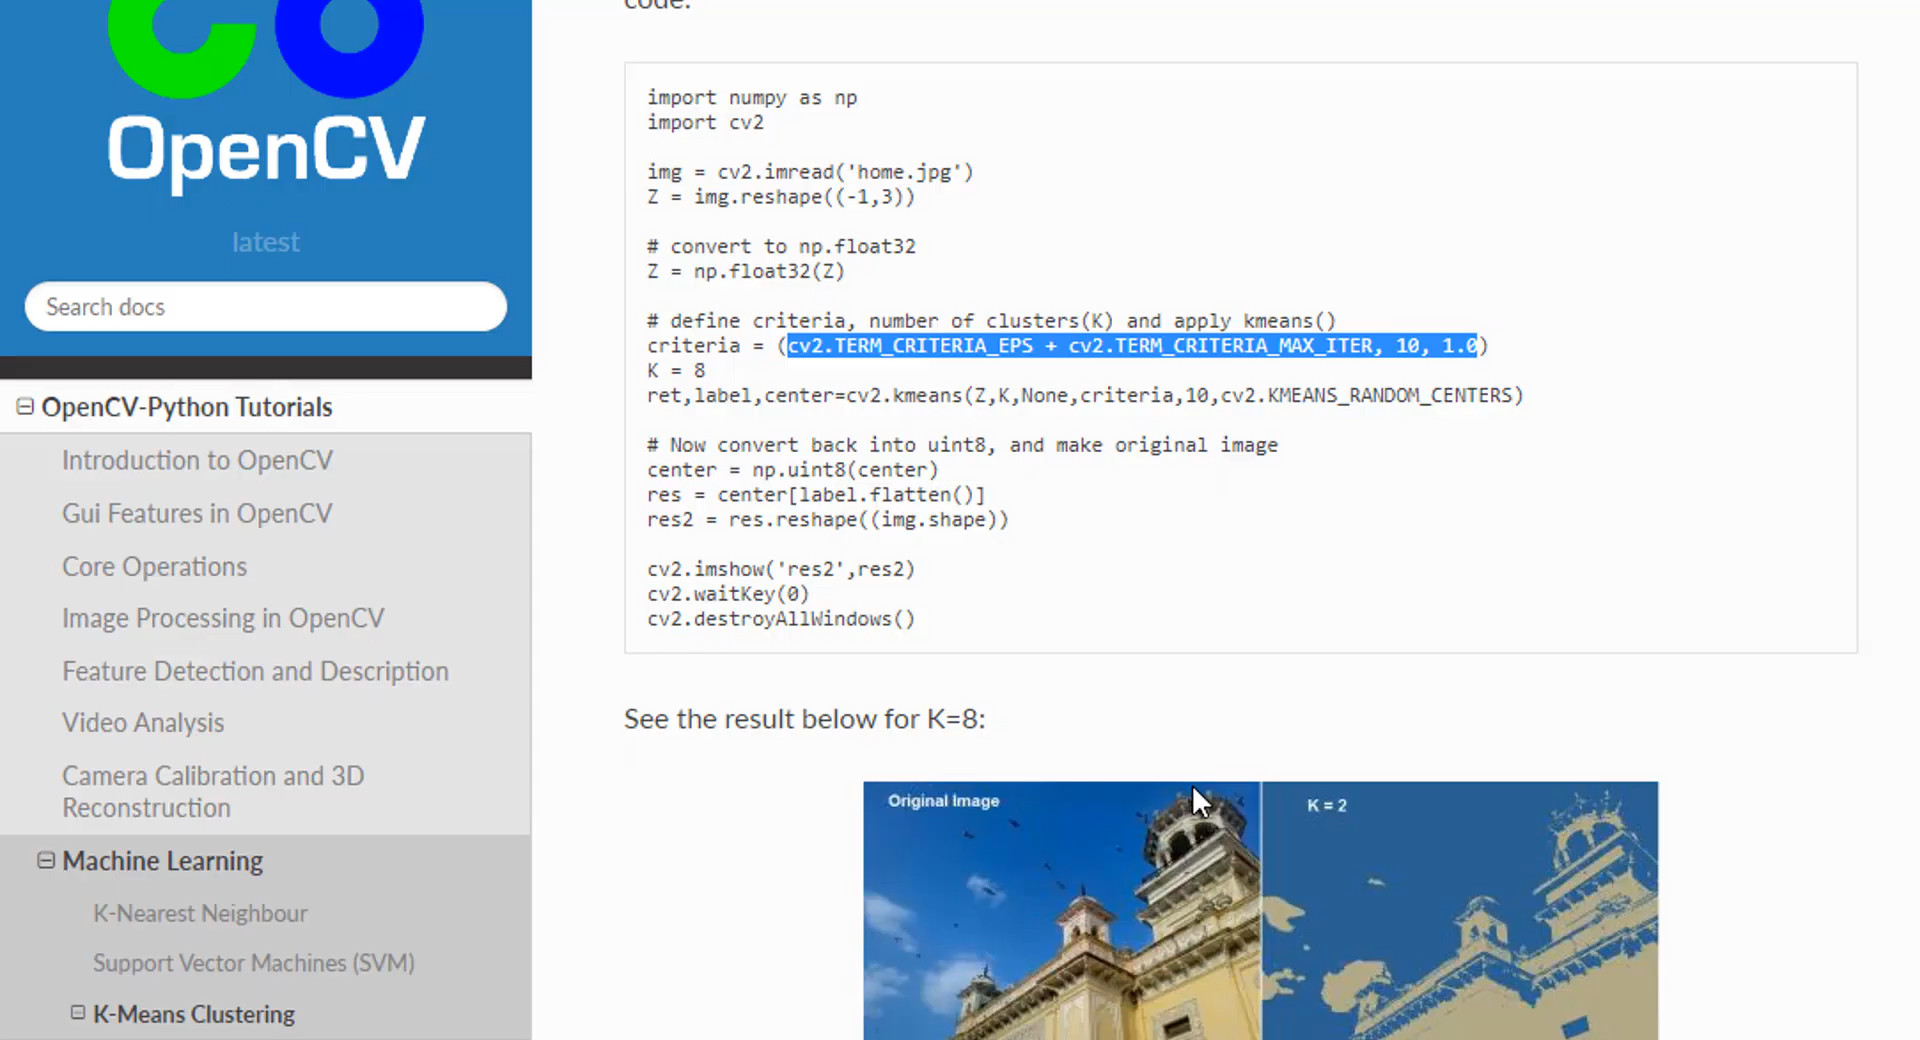 code:
OpenCV
latest
Search docs
OpenCV-Python Tutorials
Introduction to OpenCV
Gui Features in OpenCV
Core Operations
Image Processing in OpenCV
Feature Detection and Description
Video Analysis
Camera Calibration and 3D
Reconstruction
Machine Learning
K-Nearest Neighbour
Support Vector Machines (SVM)
K-Means Clustering
import numpy as np
import cv2
img = cv2.imread('home.jpg')
Z = img.reshape((-1,3))
# convert to np.float32
Z = np.float32(Z)
# define criteria, number of clusters(K) and apply kmeans()
criteria = (cv2.TERM_CRITERIA_EPS + cv2.TERM_CRITERIA_MAX_ITER, 10, 1.0)
K = 8
ret,label,center=cv2.kmeans(Z,K,None,criteria,10,cv2.KMEANS_RANDOM_CENTERS)
# Now convert back into uint8, and make original image
center = np.uint8(center)
res = center[label.flatten()]
res2 = res.reshape((img.shape))
cv2.imshow('res2',res2)
cv2.waitKey(0)
cv2.destroyAllWindows()
See the result below for K=8:
Original Image
K = 2